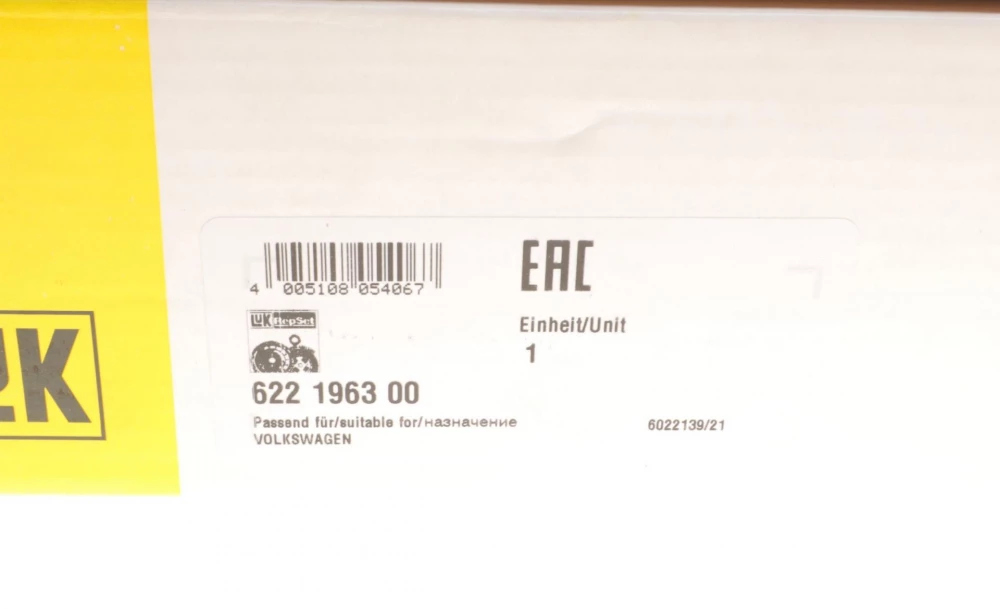 4 005108 054067
EAC
LuK RepSet
Einheit/Unit
1
622 1963 00
Passend für/suitable for/назначение
VOLKSWAGEN
6022139/21
LUK